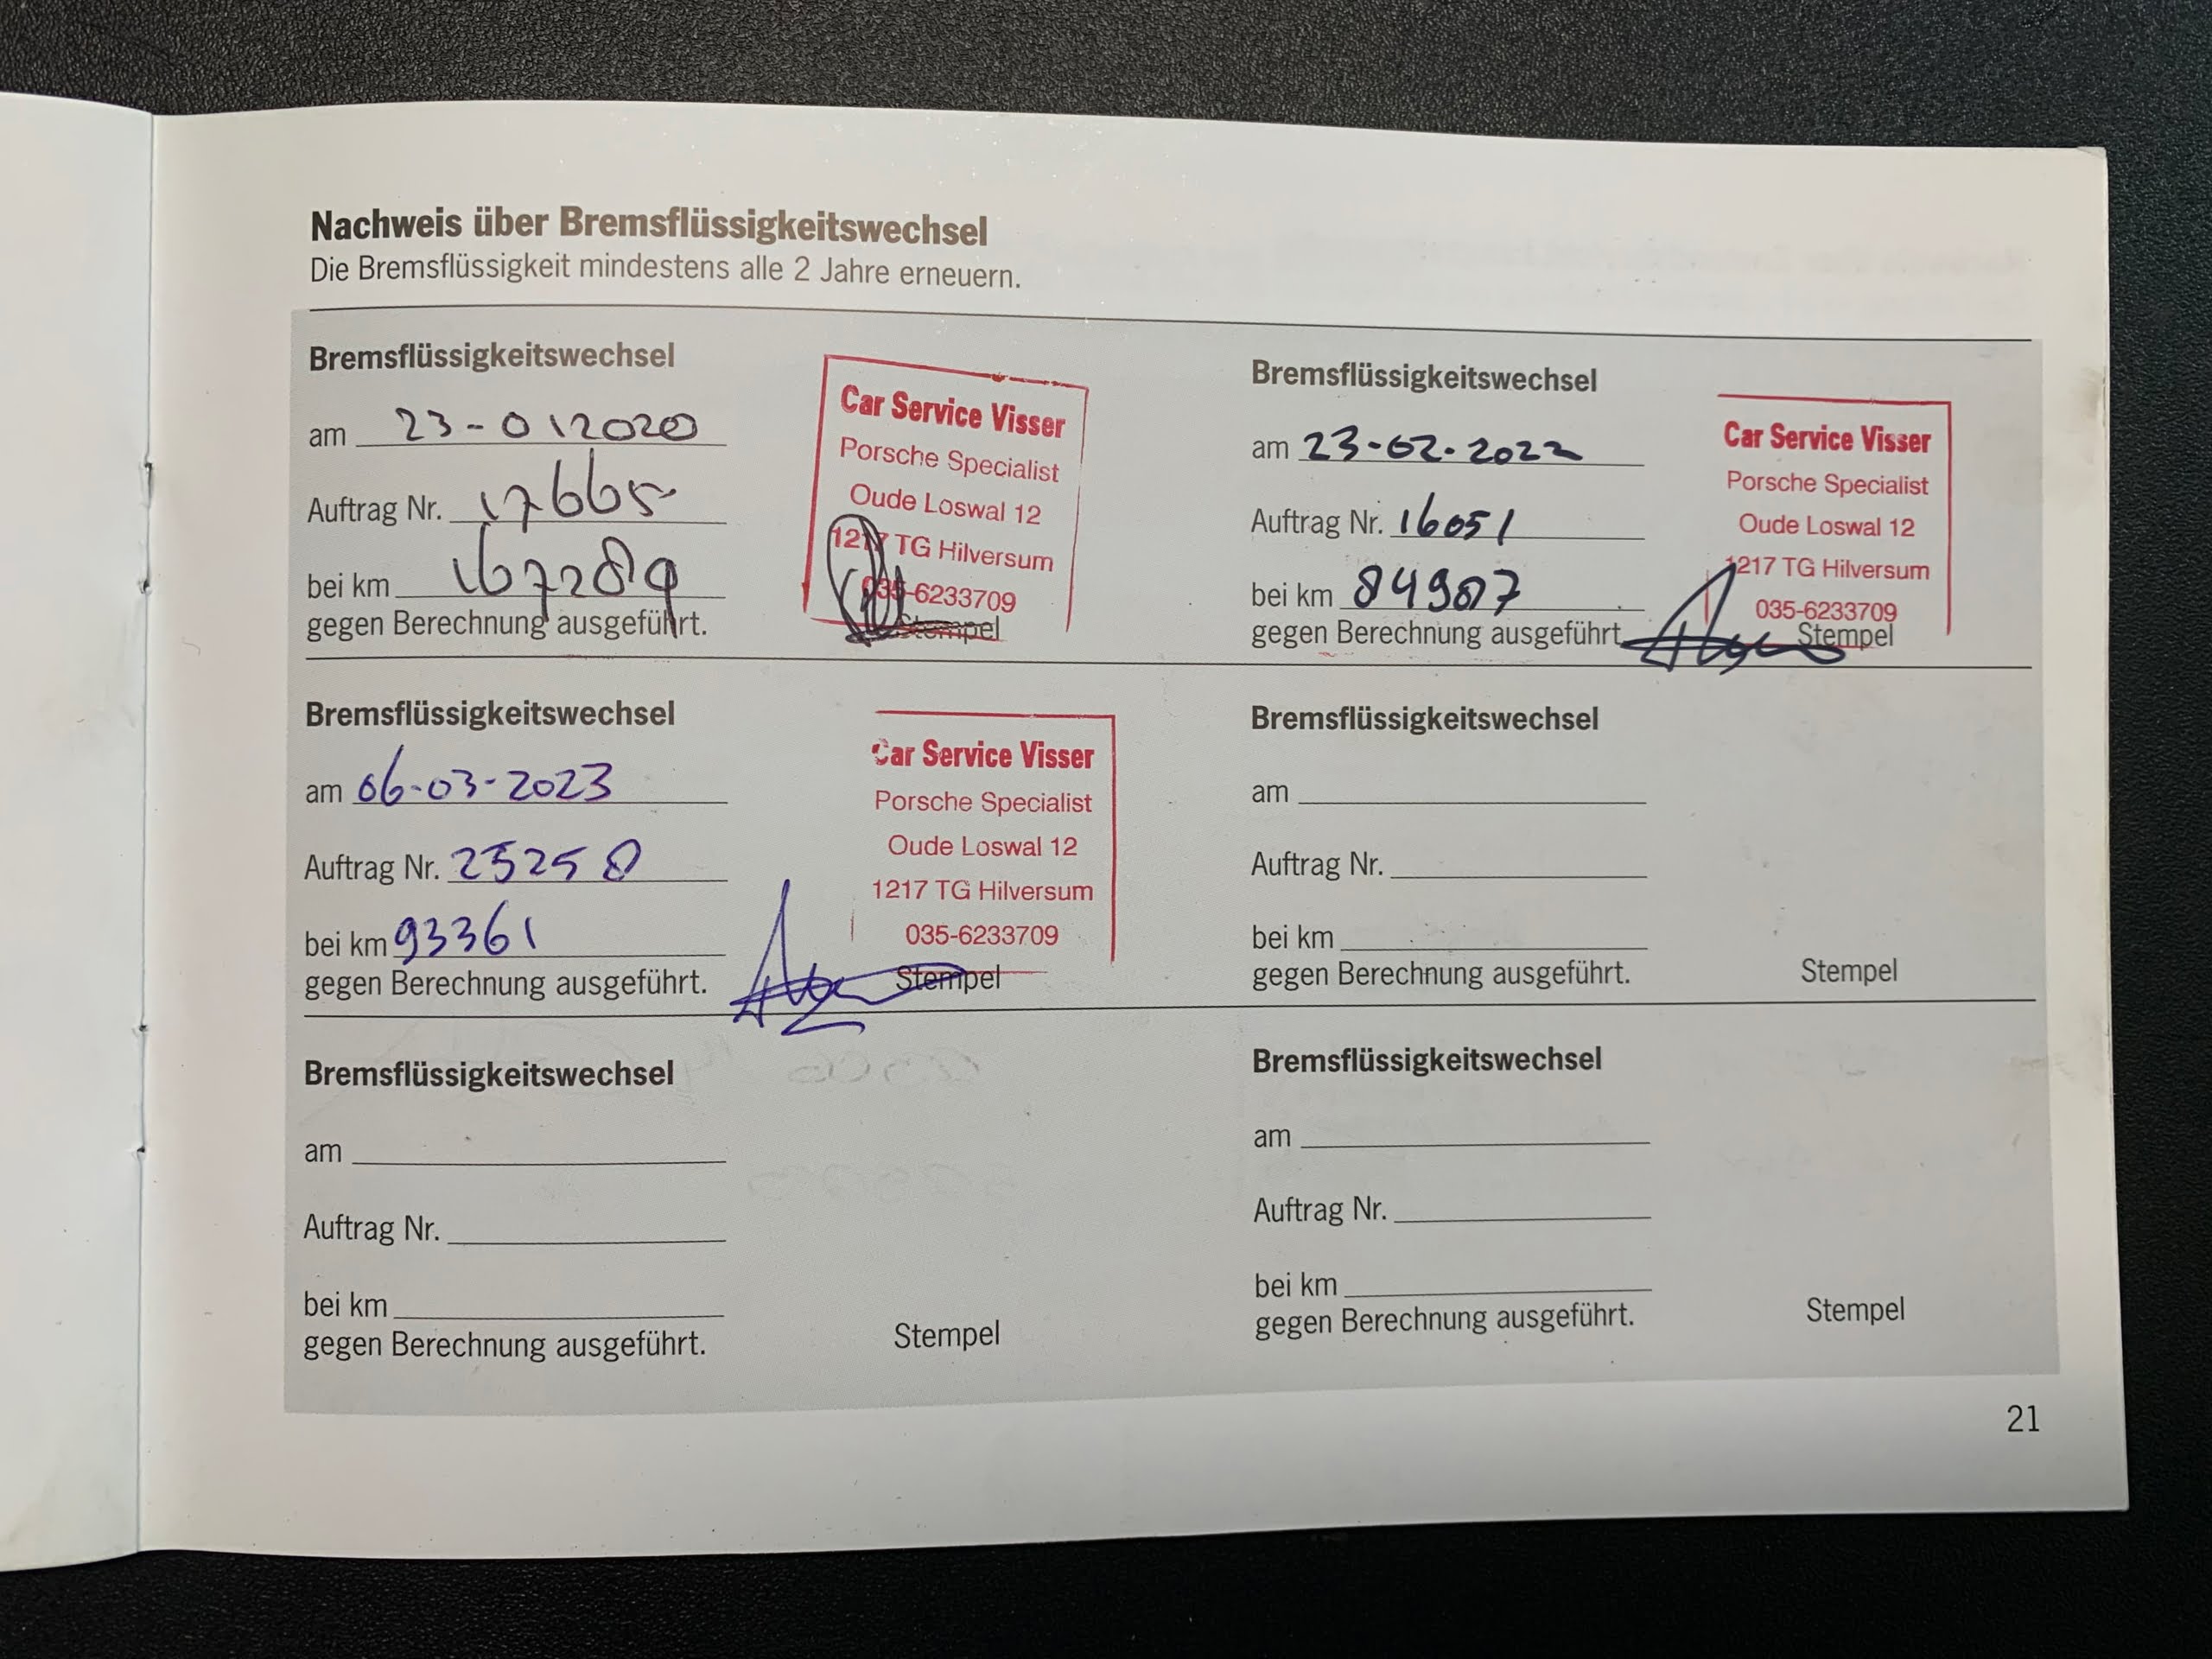 Nachweis über Bremsflüssigkeitswechsel
Die Bremsflüssigkeit mindestens alle 2 Jahre erneuern.
Bremsflüssigkeitswechsel
am 23-012020
Auftrag Nr. 17665
bei km 167289
gegen Berechnung ausgeführt.
Car Service Visser
Porsche Specialist
Oude Loswal 12
1217 TG Hilversum
035-6233709
Stempel
Bremsflüssigkeitswechsel
am 23-02-2022
Auftrag Nr. 16051
bei km 84987
gegen Berechnung ausgeführt.
Car Service Visser
Porsche Specialist
Oude Loswal 12
1217 TG Hilversum
035-6233709
Stempel
Bremsflüssigkeitswechsel
am 06-03-2023
Auftrag Nr. 25258
bei km 93361
gegen Berechnung ausgeführt.
Car Service Visser
Porsche Specialist
Oude Loswal 12
1217 TG Hilversum
035-6233709
Stempel
Bremsflüssigkeitswechsel
am
Auftrag Nr.
bei km
gegen Berechnung ausgeführt.
Stempel
Bremsflüssigkeitswechsel
am
Auftrag Nr.
bei km
gegen Berechnung ausgeführt.
Stempel
Bremsflüssigkeitswechsel
am
Auftrag Nr.
bei km
gegen Berechnung ausgeführt.
Stempel
21